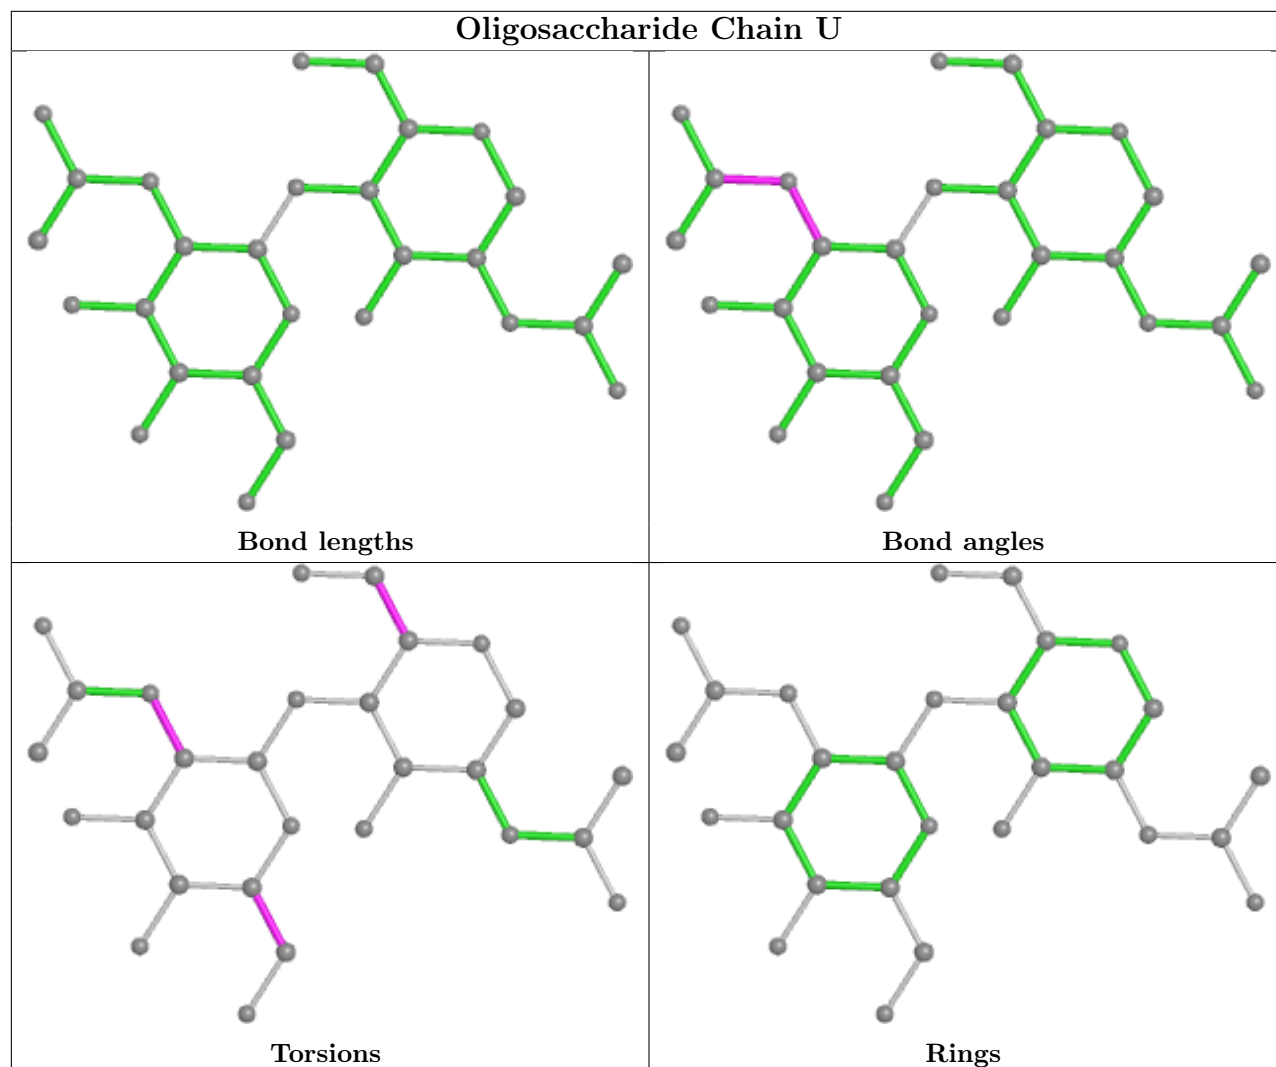 Oligosaccharide Chain U
Bond lengths
Bond angles
Torsions
Rings